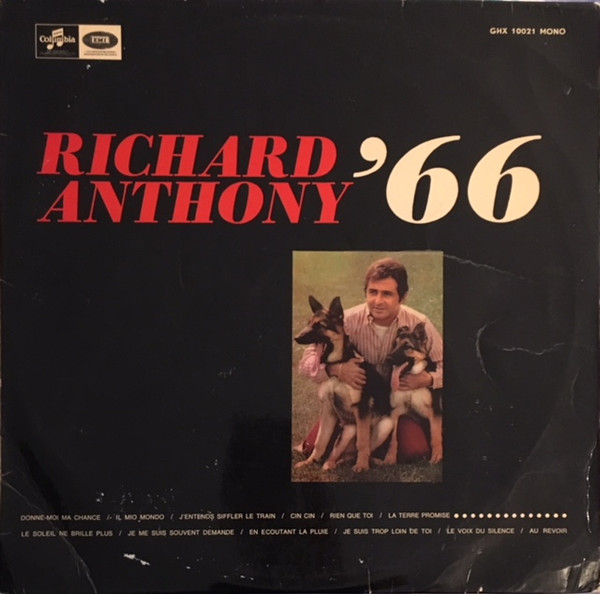 Columbia
EMI
GHX 10021 MONO
RICHARD
ANTHONY '66
DONNE-MOI MA CHANCE / IL MIO MONDO / J'ENTENDS SIFFLER LE TRAIN / CIN CIN / RIEN QUE TOI / LA TERRE PROMISE
LE SOLEIL NE BRILLE PLUS / JE ME SUIS SOUVENT DEMANDE / EN ECOUTANT LA PLUIE / JE SUIS TROP LOIN DE TOI / LE VOIX DU SILENCE / AU REVOIR